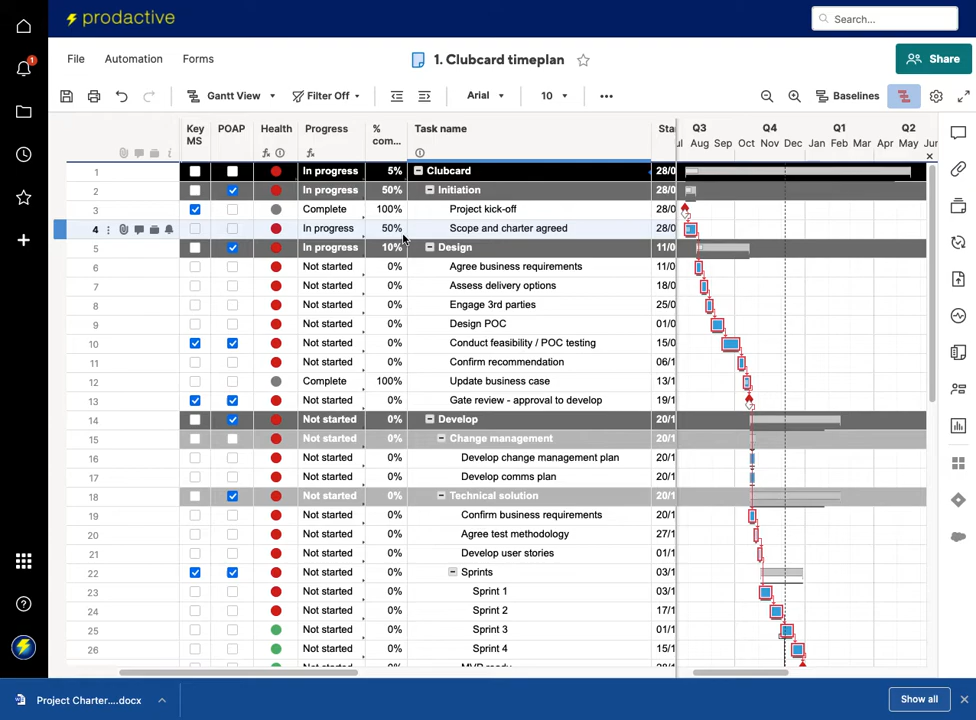 prodactive
Search...
File Automation Forms
1. Clubcard timeplan
Share
1
Gantt View Filter Off Arial 10 Baselines
Key MS POAP Health Progress % com... Task name Sta Q3 Q4 Q1 Q2
Aug Sep Oct Nov Dec Jan Feb Mar Apr May Jun
1 In progress 5% Clubcard 28/0
2 In progress 50% Initiation 28/0
3 Complete 100% Project kick-off 28/0
4 In progress 50% Scope and charter agreed 28/0
5 In progress 10% Design 11/0
6 Not started 0% Agree business requirements 11/0
7 Not started 0% Assess delivery options 18/0
8 Not started 0% Engage 3rd parties 25/0
9 Not started 0% Design POC 01/0
10 Not started 0% Conduct feasibility / POC testing 15/0
11 Not started 0% Confirm recommendation 06/1
12 Complete 100% Update business case 13/1
13 Not started 0% Gate review - approval to develop 19/1
14 Not started 0% Develop 20/1
15 Not started 0% Change management 20/1
16 Not started 0% Develop change management plan 20/1
17 Not started 0% Develop comms plan 20/1
18 Not started 0% Technical solution 20/1
19 Not started 0% Confirm business requirements 20/1
20 Not started 0% Agree test methodology 27/1
21 Not started 0% Develop user stories 01/1
22 Not started 0% Sprints 03/1
23 Not started 0% Sprint 1 03/1
24 Not started 0% Sprint 2 17/1
25 Not started 0% Sprint 3 01/1
26 Not started 0% Sprint 4 15/1
Project Charter....docx
Show all